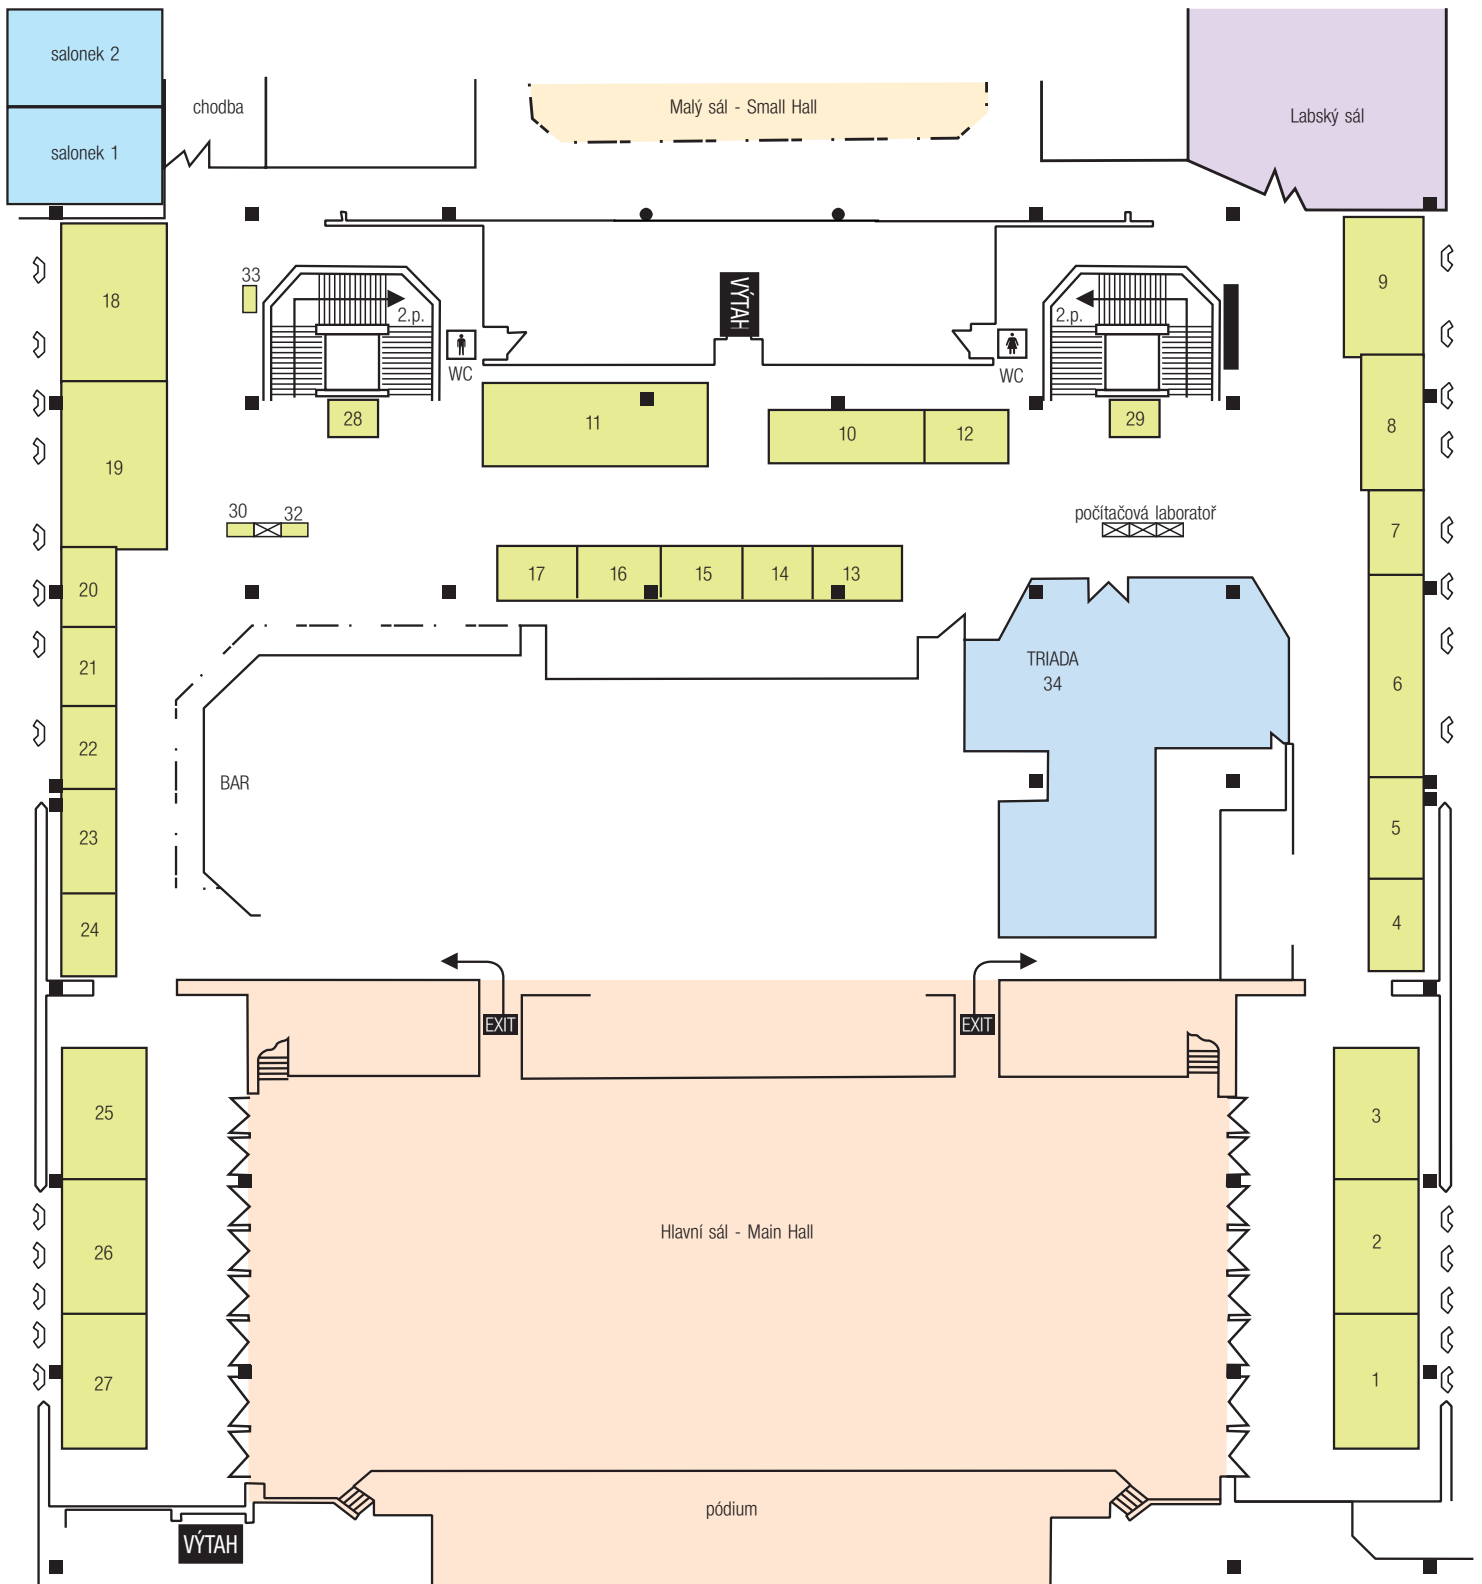 salonek 2
chodba
Malý sál - Small Hall
Labský sál
salonek 1
18
33
2.p.
WC
VÝTAH
2.p.
WC
9
19
28
11
10
12
29
8
30
32
počítačová laboratoř
7
20
17
16
15
14
13
21
TRIADA
34
6
22
BAR
23
5
24
4
EXIT
EXIT
25
3
26
Hlavní sál - Main Hall
2
27
1
pódium
VÝTAH